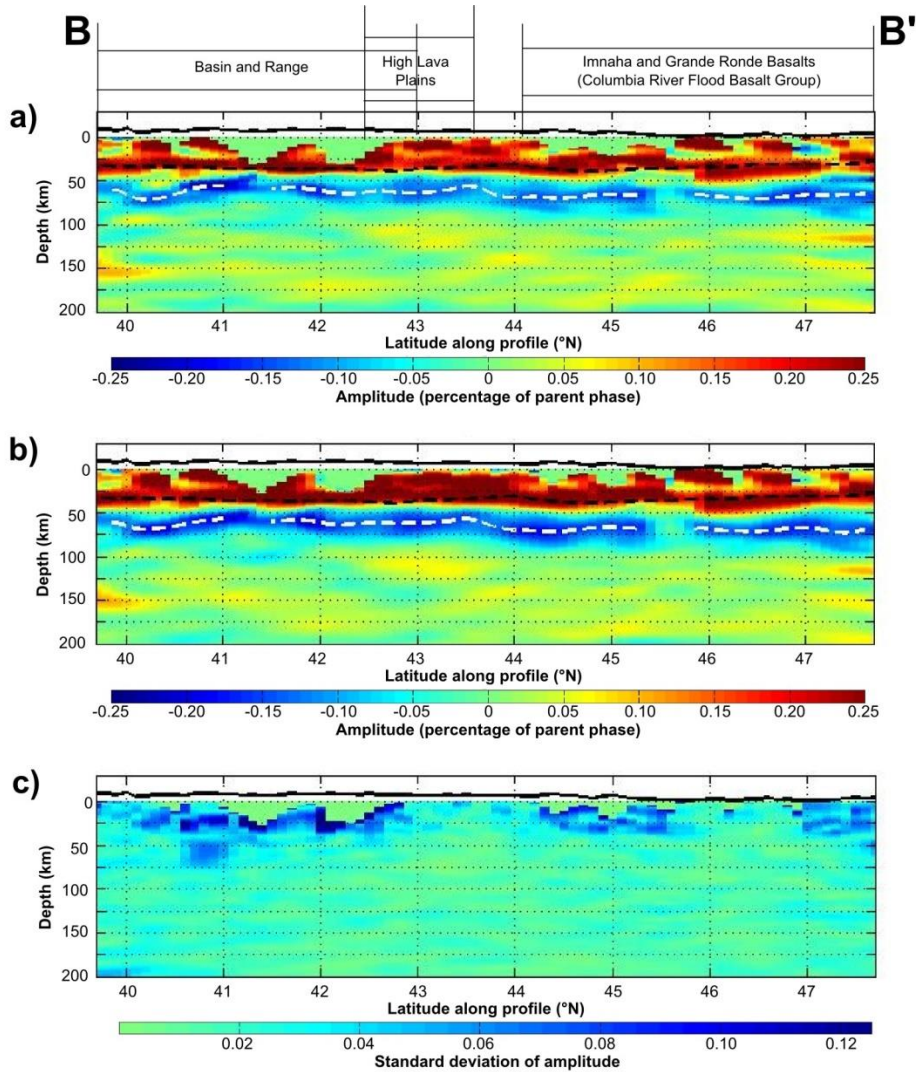 B B'
Basin and Range
High Lava
Plains
Imnaha and Grande Ronde Basalts
(Columbia River Flood Basalt Group)
a)
0
50
100
150
200
Depth (km)
40 41 42 43 44 45 46 47
Latitude along profile (°N)
-0.25 -0.20 -0.15 -0.10 -0.05 0 0.05 0.10 0.15 0.20 0.25
Amplitude (percentage of parent phase)
b)
0
50
100
150
200
Depth (km)
40 41 42 43 44 45 46 47
Latitude along profile (°N)
-0.25 -0.20 -0.15 -0.10 -0.05 0 0.05 0.10 0.15 0.20 0.25
Amplitude (percentage of parent phase)
c)
0
50
100
150
200
Depth (km)
40 41 42 43 44 45 46 47
Latitude along profile (°N)
0.02 0.04 0.06 0.08 0.10 0.12
Standard deviation of amplitude